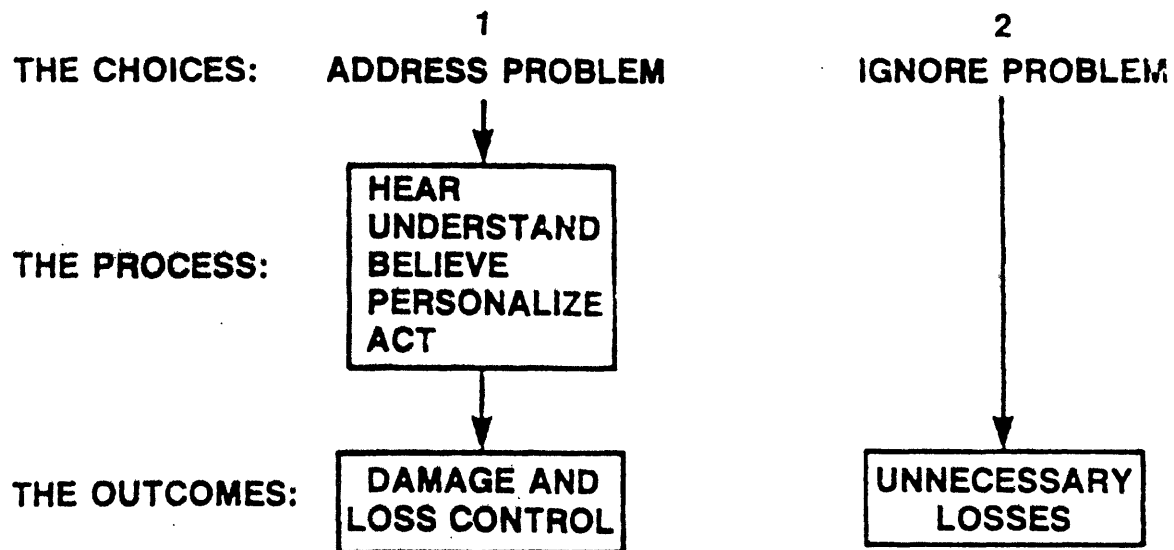 1 2
THE CHOICES: ADDRESS PROBLEM IGNORE PROBLEM
HEAR
UNDERSTAND
THE PROCESS: BELIEVE
PERSONALIZE
ACT
THE OUTCOMES: DAMAGE AND LOSS CONTROL UNNECESSARY LOSSES